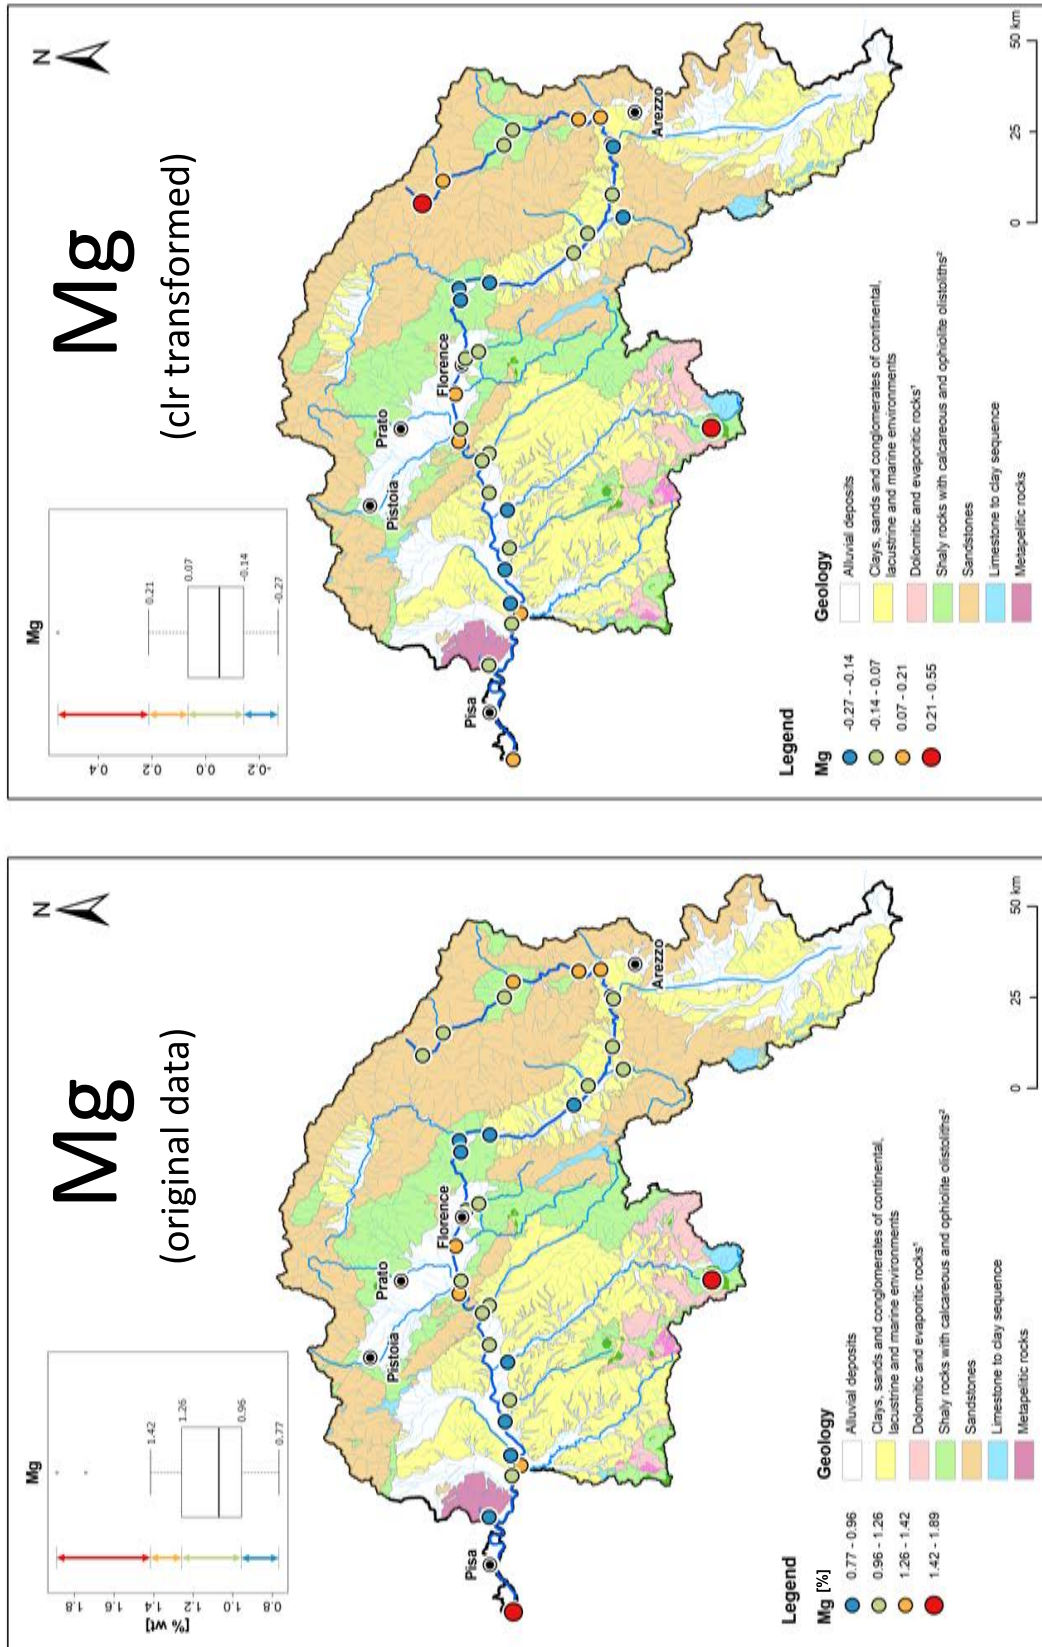 Mg
(original data)
N
Mg
[% wt]
1.8
1.6
1.4
1.2
1.0
0.8
1.42
1.26
0.96
0.77
Prato
Pistoia
Florence
Pisa
Arezzo
Legend
Mg [%]
0.77 - 0.96
0.96 - 1.26
1.26 - 1.42
1.42 - 1.89
Geology
Alluvial deposits
Clays, sands and conglomerates of continental,
lacustrine and marine environments
Dolomitic and evaporitic rocks¹
Shaly rocks with calcareous and ophiolite olistoliths²
Sandstones
Limestone to clay sequence
Metapelitic rocks
0 25 50 km
Mg
(clr transformed)
N
Mg
0.4
0.2
0.0
-0.2
0.21
0.07
-0.14
-0.27
Prato
Pistoia
Florence
Pisa
Arezzo
Legend
Mg
-0.27 - -0.14
-0.14 - 0.07
0.07 - 0.21
0.21 - 0.55
Geology
Alluvial deposits
Clays, sands and conglomerates of continental,
lacustrine and marine environments
Dolomitic and evaporitic rocks¹
Shaly rocks with calcareous and ophiolite olistoliths²
Sandstones
Limestone to clay sequence
Metapelitic rocks
0 25 50 km